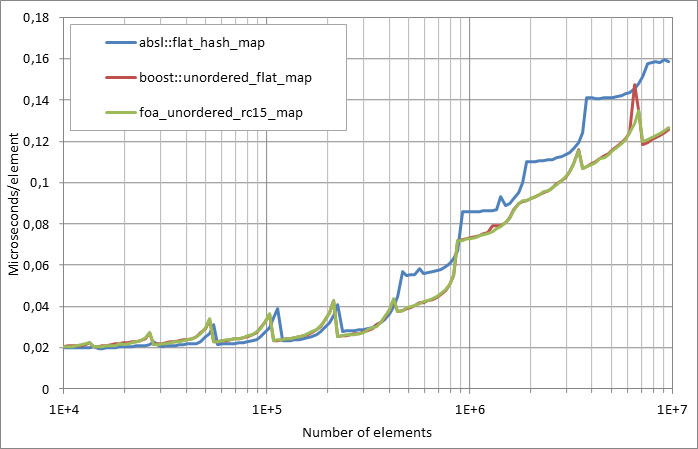 0,18
0,16
0,14
0,12
0,1
0,08
0,06
0,04
0,02
0
Microseconds/element
absl::flat_hash_map
boost::unordered_flat_map
foa_unordered_rc15_map
1E+4
1E+5
1E+6
1E+7
Number of elements